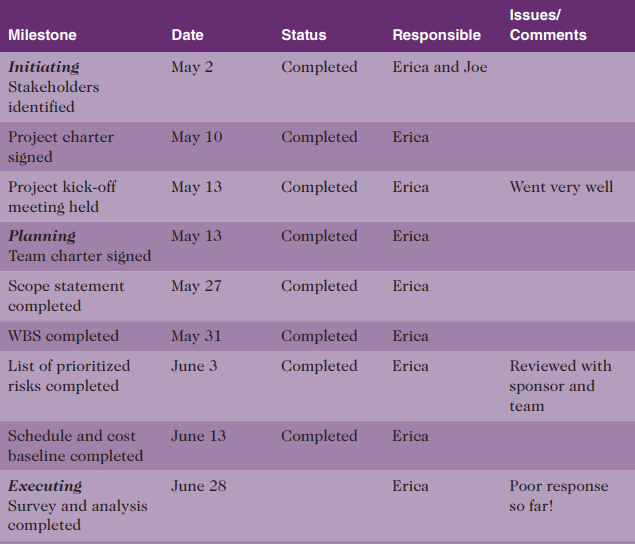 Issues/
Milestone Date Status Responsible Comments
Initiating May 2 Completed Erica and Joe
Stakeholders
identified
Project charter May 10 Completed Erica
signed
Project kick-off May 13 Completed Erica Went very well
meeting held
Planning May 13 Completed Erica
Team charter signed
Scope statement May 27 Completed Erica
completed
WBS completed May 31 Completed Erica
List of prioritized June 3 Completed Erica Reviewed with
risks completed sponsor and
team
Schedule and cost June 13 Completed Erica
baseline completed
Executing June 28 Erica Poor response
Survey and analysis so far!
completed